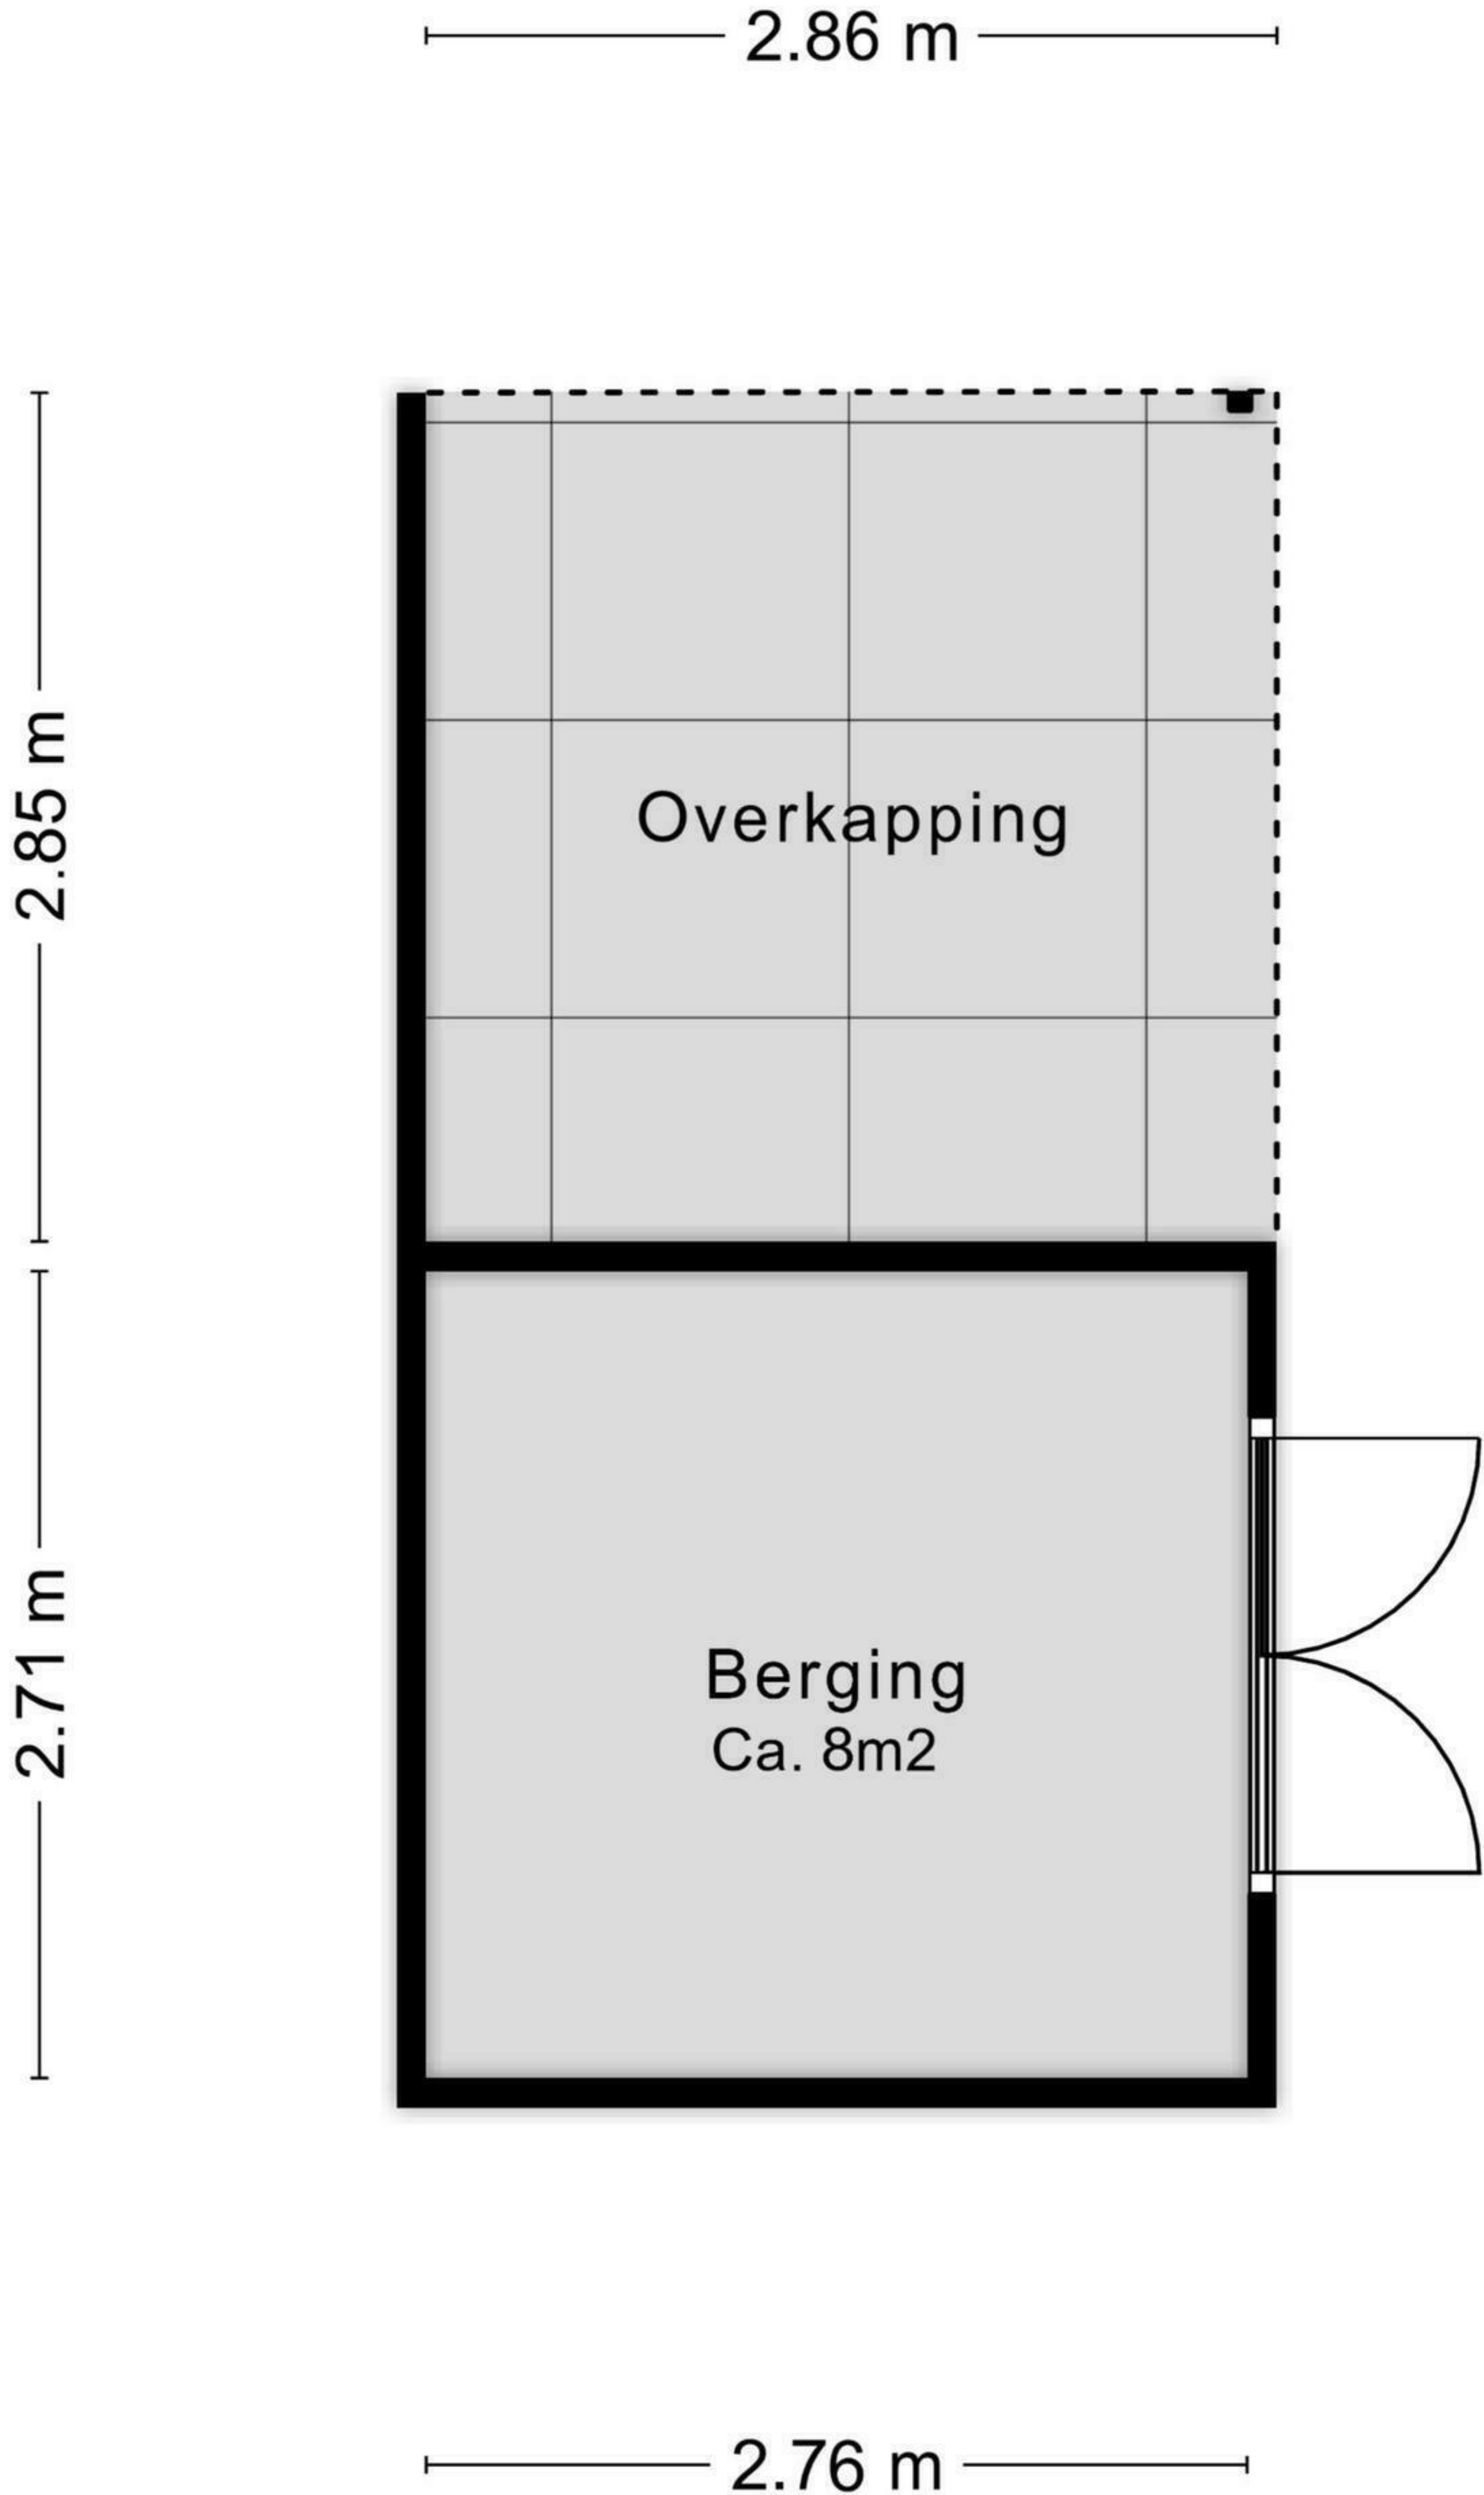 2.86 m
2.85 m
Overkapping
2.71 m
Berging
Ca. 8m2
2.76 m